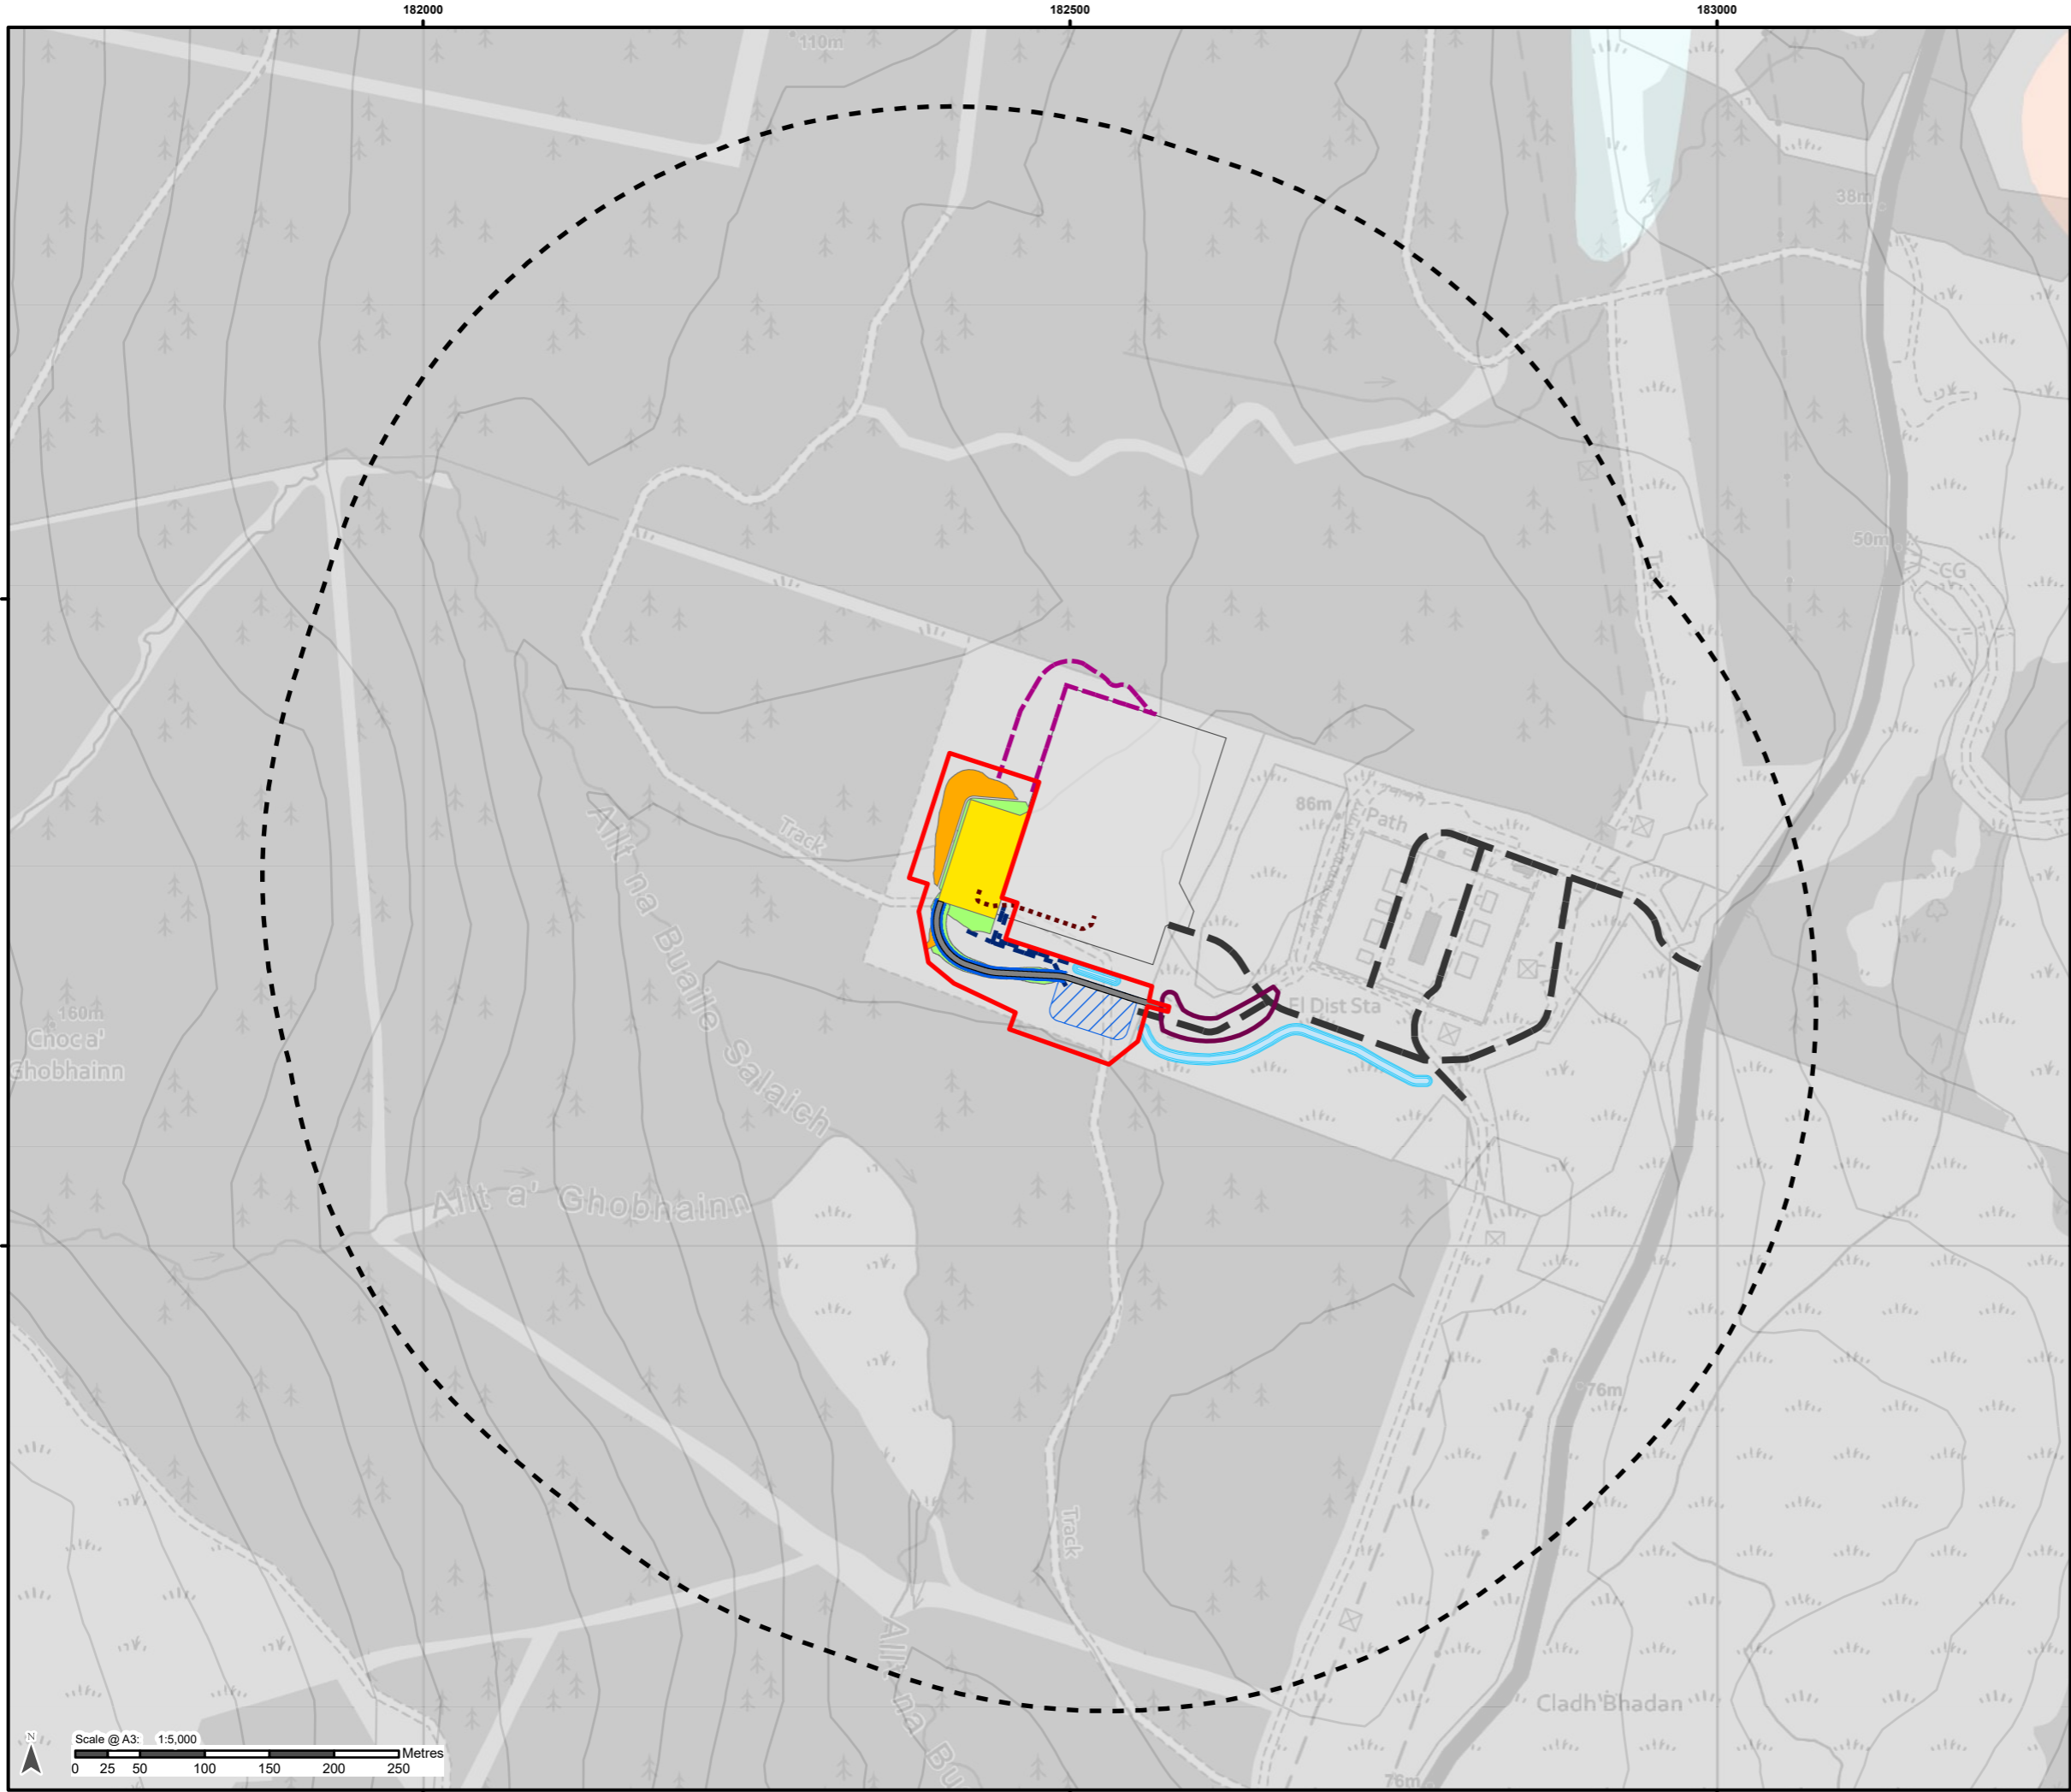 182000
182500
183000
110m
38m
50m
CG
Track
86m
Path
Track
Allt na Buaile Salaich
El Dist Sta
160m
Cnoc a'
Ghobhainn
Allt a' Ghobhainn
76m
Track
Allt na Bu
Cladh Bhadan
76m
N
Scale @ A3: 1:5,000
Metres
0 25 50 100 150 200 250